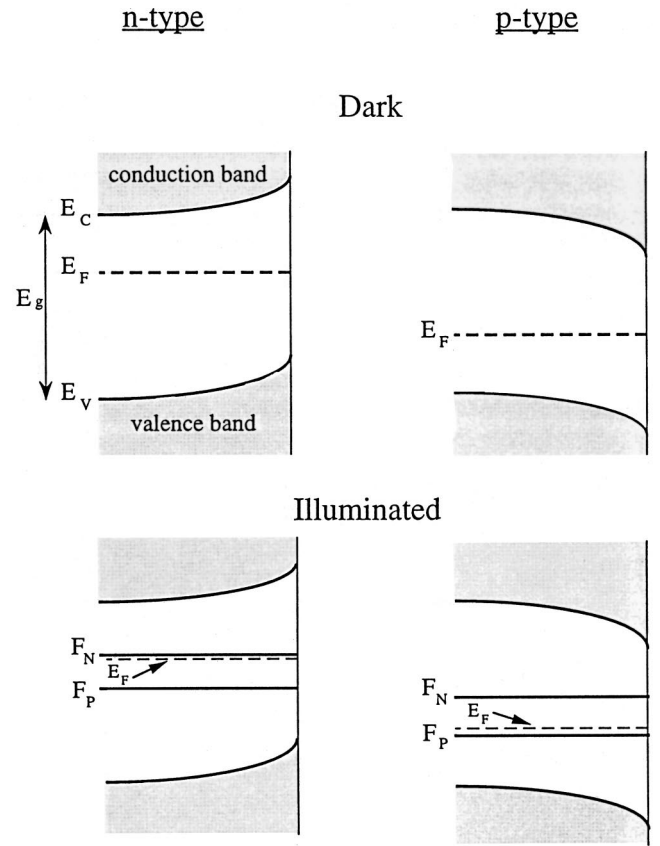 n-type
p-type
Dark
conduction band
E_C
E_F
E_g
E_V
valence band
E_F
Illuminated
F_N
E_F
F_P
F_N
E_F
F_P